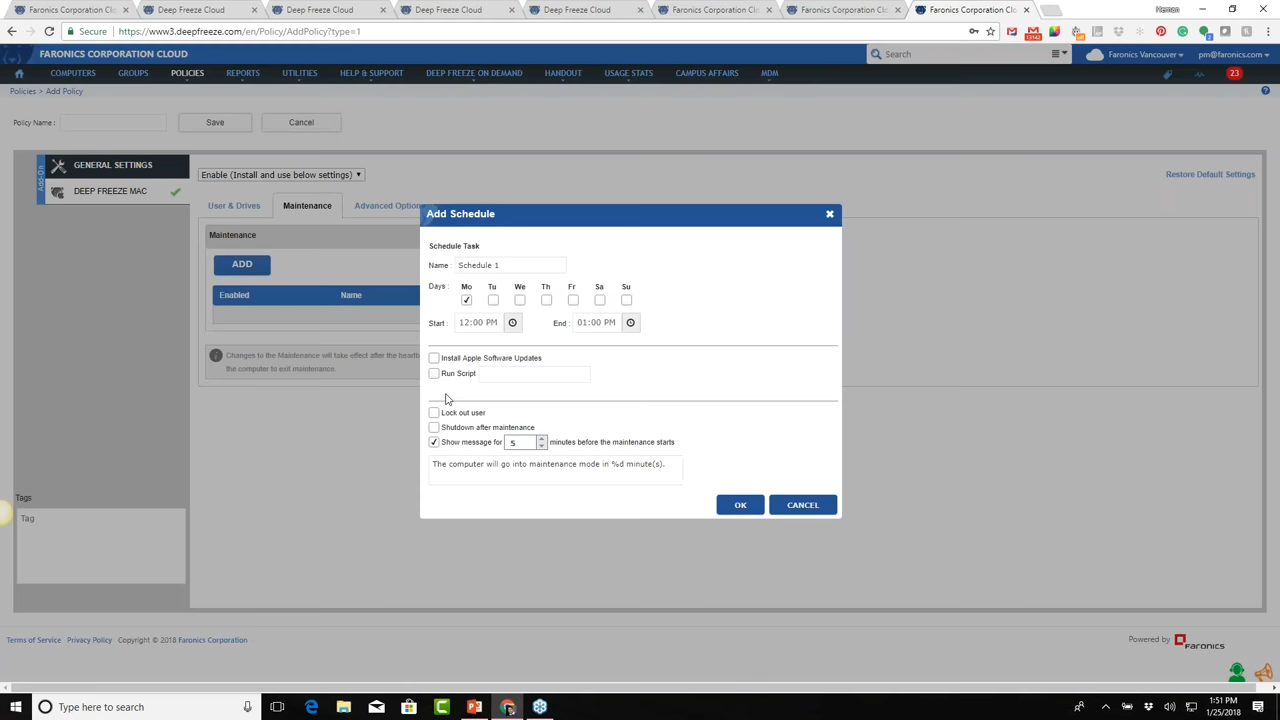 Faronics Corporation Clo
Deep Freeze Cloud
Deep Freeze Cloud
Deep Freeze Cloud
Deep Freeze Cloud
Faronics Corporation Clo
Faronics Corporation Clo
Faronics Corporation Clo
Heman
Secure
https://www3.deepfreeze.com/en/Policy/AddPolicy?type=1
FARONICS CORPORATION CLOUD
Search
Faronics Vancouver
pm@faronics.com
COMPUTERS
GROUPS
POLICIES
REPORTS
UTILITIES
HELP & SUPPORT
DEEP FREEZE ON DEMAND
HANDOUT
USAGE STATS
CAMPUS AFFAIRS
MDM
23
Policies > Add Policy
Policy Name :
Save
Cancel
Add-On
GENERAL SETTINGS
DEEP FREEZE MAC
Enable (Install and use below settings)
Restore Default Settings
User & Drives
Maintenance
Advanced Option
Maintenance
ADD
Enabled
Name
Changes to the Maintenance will take effect after the heartb
the computer to exit maintenance.
Add Schedule
Schedule Task
Name : Schedule 1
Days : Mo Tu We Th Fr Sa Su
Start : 12:00 PM End : 01:00 PM
Install Apple Software Updates
Run Script
Lock out user
Shutdown after maintenance
Show message for 5 minutes before the maintenance starts
The computer will go into maintenance mode in %d minute(s).
OK
CANCEL
Tags
Tag
Terms of Service Privacy Policy Copyright © 2018 Faronics Corporation
Powered by FARONICS
Type here to search
1:51 PM
1/25/2018